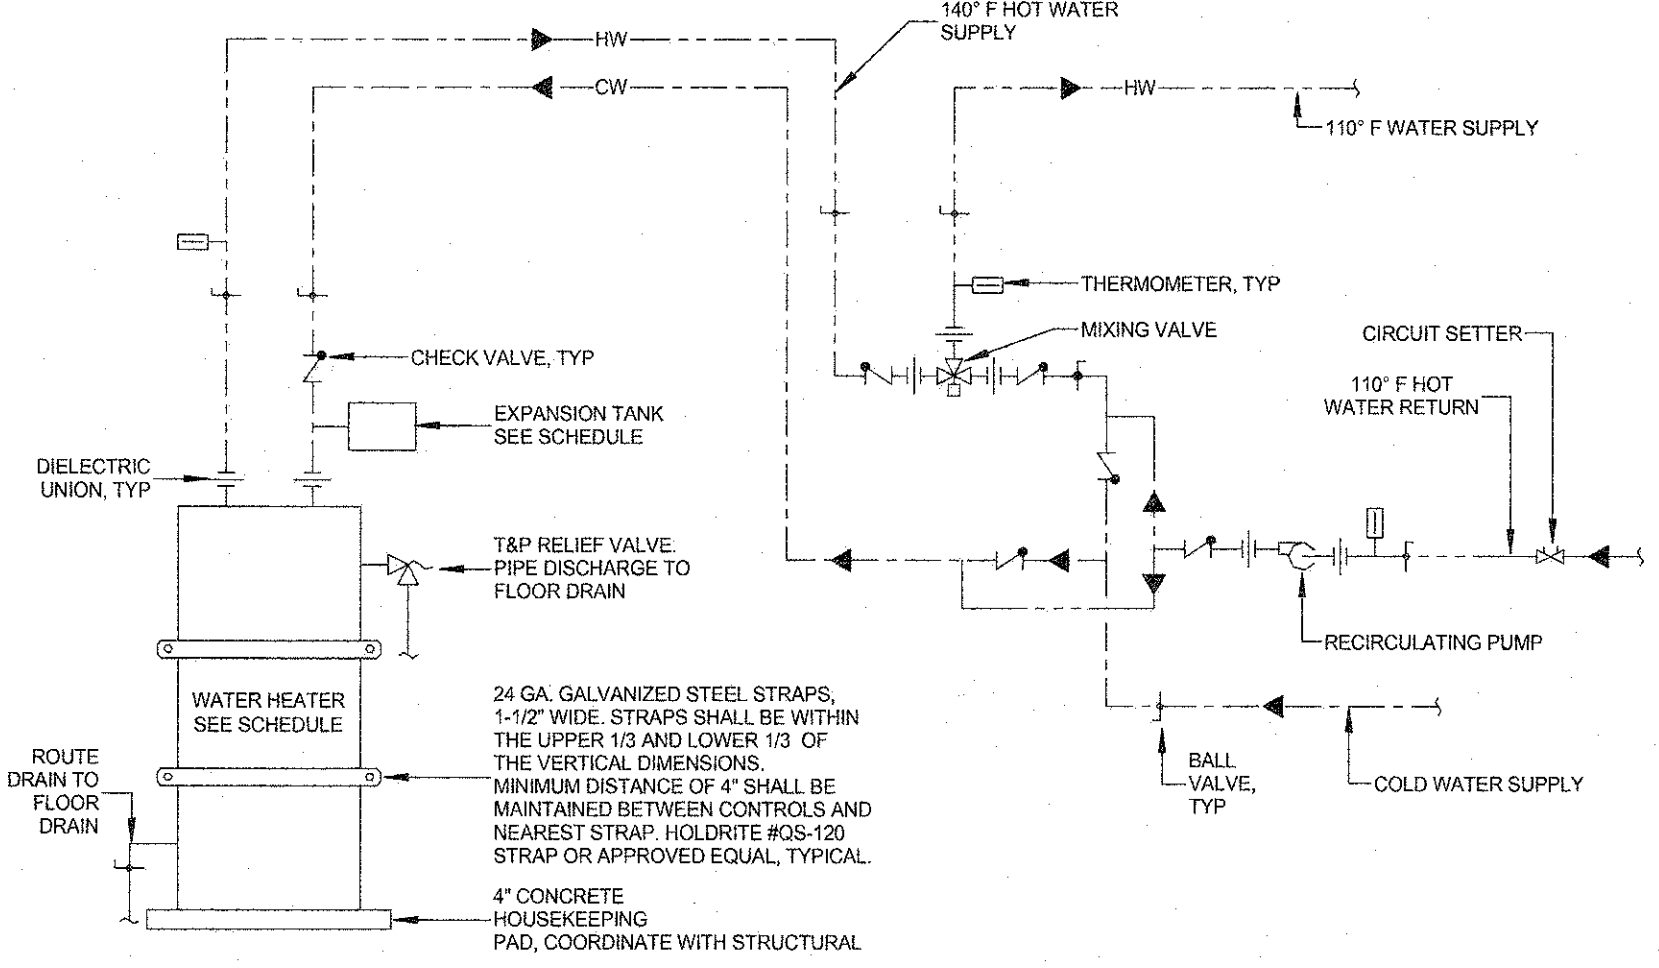 140° F HOT WATER
SUPPLY
HW
CW
HW
110° F WATER SUPPLY
THERMOMETER, TYP
MIXING VALVE
CIRCUIT SETTER
CHECK VALVE, TYP
110° F HOT
WATER RETURN
EXPANSION TANK
SEE SCHEDULE
DIELECTRIC
UNION, TYP
T&P RELIEF VALVE.
PIPE DISCHARGE TO
FLOOR DRAIN
RECIRCULATING PUMP
WATER HEATER
SEE SCHEDULE
24 GA. GALVANIZED STEEL STRAPS,
1-1/2" WIDE. STRAPS SHALL BE WITHIN
THE UPPER 1/3 AND LOWER 1/3 OF
THE VERTICAL DIMENSIONS.
MINIMUM DISTANCE OF 4" SHALL BE
MAINTAINED BETWEEN CONTROLS AND
NEAREST STRAP. HOLDRITE #QS-120
STRAP OR APPROVED EQUAL, TYPICAL.
ROUTE
DRAIN TO
FLOOR
DRAIN
BALL
VALVE,
TYP
COLD WATER SUPPLY
4" CONCRETE
HOUSEKEEPING
PAD, COORDINATE WITH STRUCTURAL